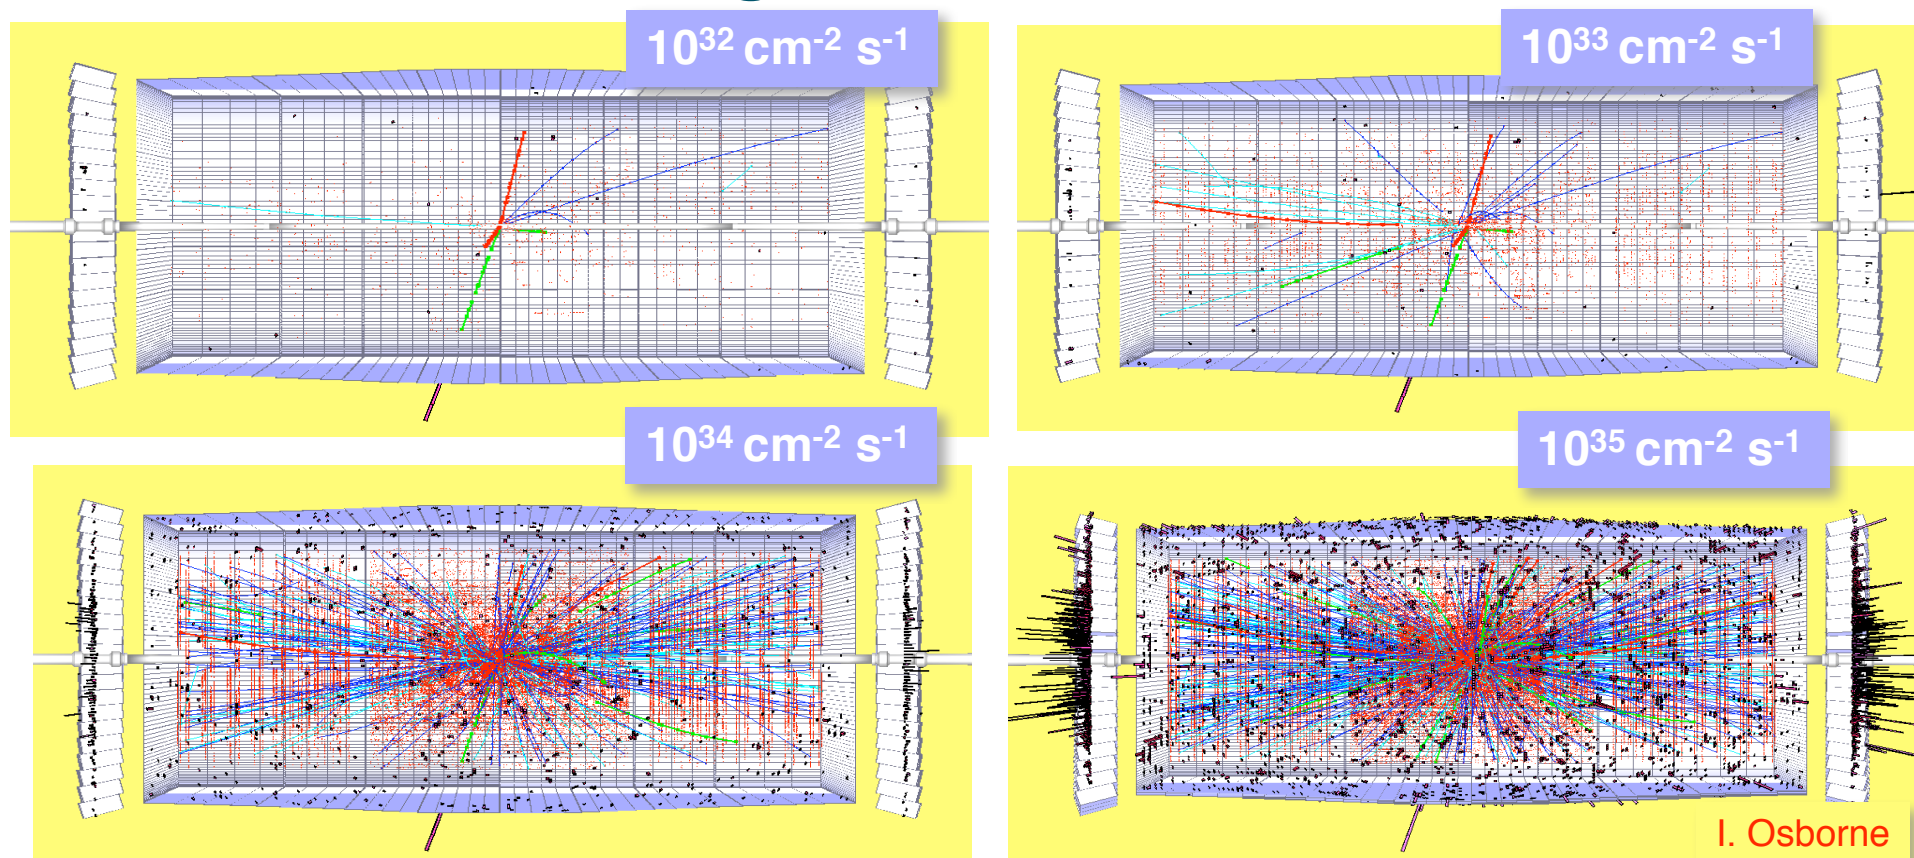 10³² cm⁻² s⁻¹
10³³ cm⁻² s⁻¹
10³⁴ cm⁻² s⁻¹
10³⁵ cm⁻² s⁻¹
I. Osborne